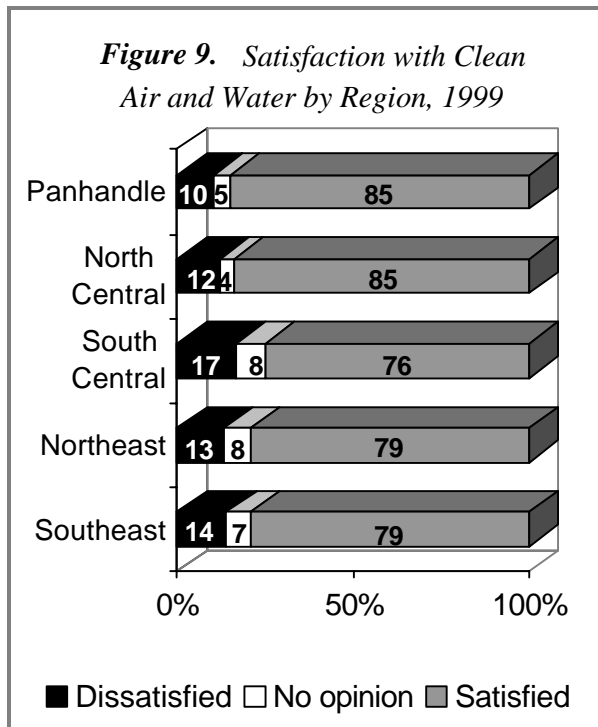 Figure 9. Satisfaction with Clean
Air and Water by Region, 1999
Panhandle 10 5 85
North
Central 12 4 85
South
Central 17 8 76
Northeast 13 8 79
Southeast 14 7 79
0% 50% 100%
Dissatisfied No opinion Satisfied